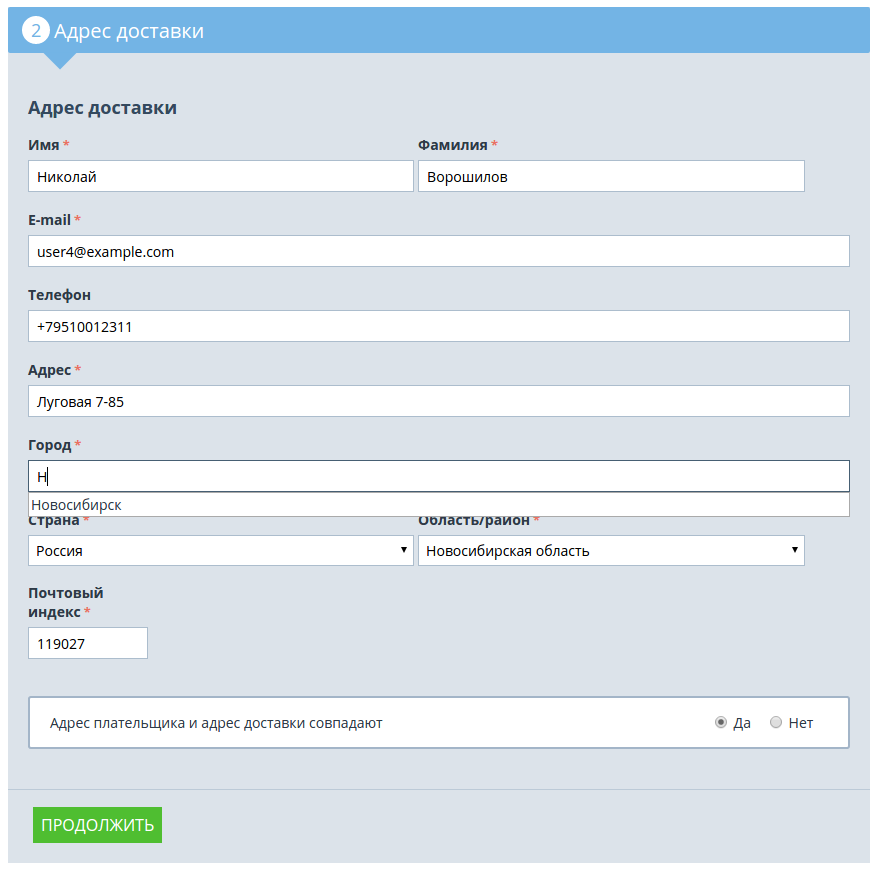 2 Адрес доставки
Адрес доставки
Имя * Фамилия *
Николай Ворошилов
E-mail *
user4@example.com
Телефон
+79510012311
Адрес *
Луговая 7-85
Город *
Н
Новосибирск
Страна * Область/район *
Россия Новосибирская область
Почтовый
индекс *
119027
Адрес плательщика и адрес доставки совпадают Да Нет
ПРОДОЛЖИТЬ